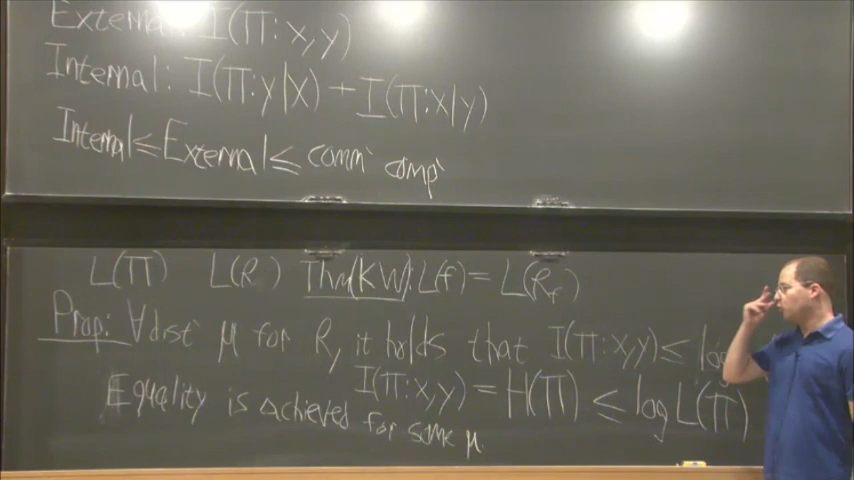 External: I(Π:x,y)
Internal: I(Π:y|x) + I(Π:x|y)
Internal ≤ External ≤ comm' comp'
L(Π) L(R) Thm(KW): L(f) = L(R_f)
Prop: ∀ dist' μ for R, it holds that I(Π:x,y) ≤ log
I(Π:x,y) = H(Π) ≤ log L(Π)
Equality is achieved for some μ